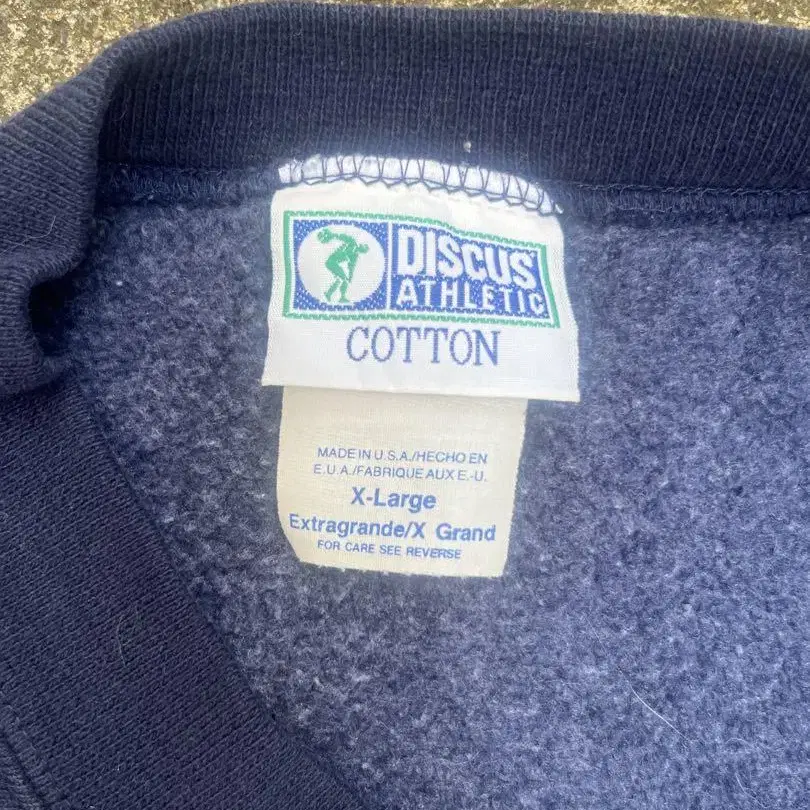 DISCUS
ATHLETIC
COTTON
MADE IN U.S.A./HECHO EN
E.U.A./FABRIQUE AUX E.-U.
X-Large
Extragrande/X Grand
FOR CARE SEE REVERSE